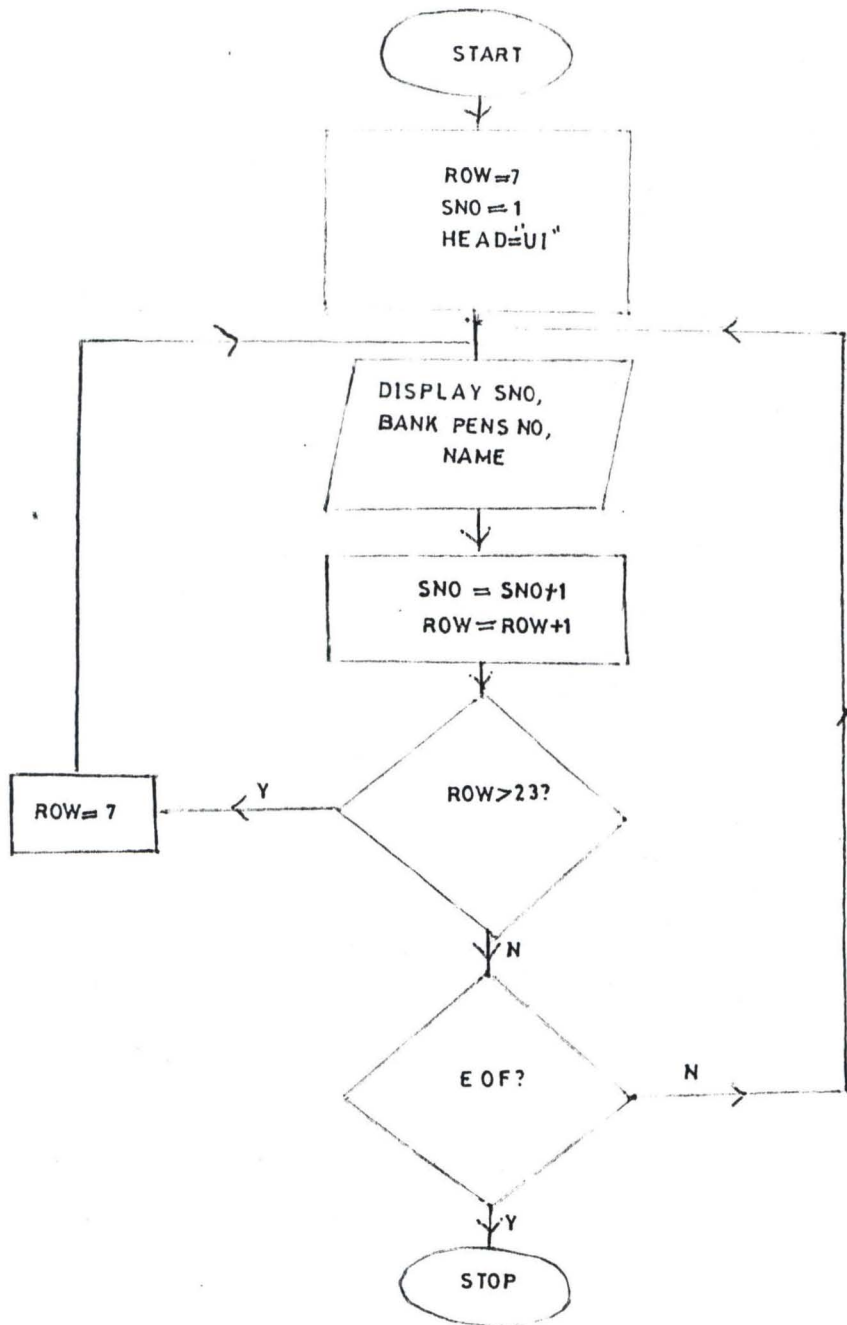 START
ROW=7
SNO=1
HEAD="U1"
DISPLAY SNO,
BANK PENS NO,
NAME
SNO = SNO+1
ROW=ROW+1
ROW>23?
Y
ROW= 7
N
E OF?
N
Y
STOP